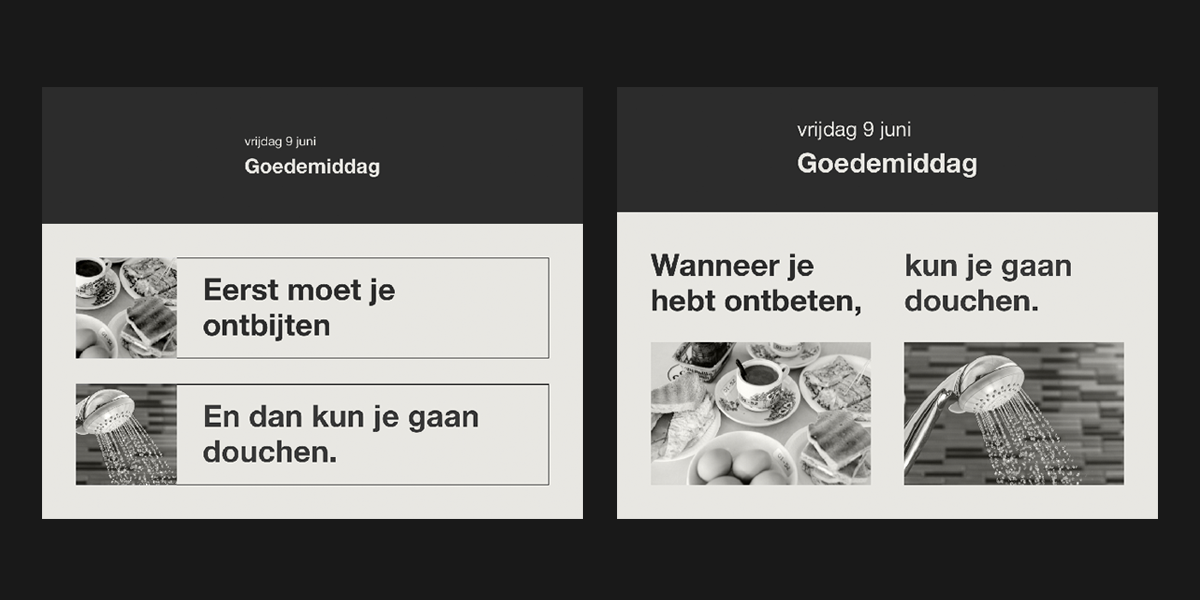 vrijdag 9 juni
Goedemiddag
Eerst moet je
ontbijten
En dan kun je gaan
douchen.
vrijdag 9 juni
Goedemiddag
Wanneer je
hebt ontbeten,
kun je gaan
douchen.